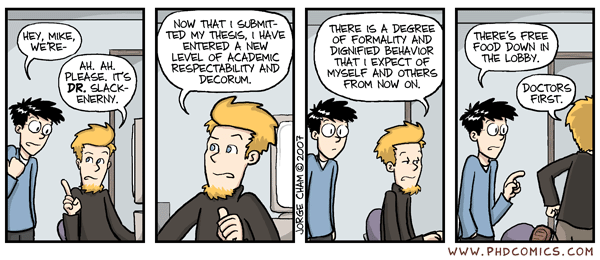 HEY, MIKE,
WE'RE-
AH. AH.
PLEASE. IT'S
DR. SLACK-
ENERNY.
NOW THAT I SUBMIT-
TED MY THESIS, I HAVE
ENTERED A NEW
LEVEL OF ACADEMIC
RESPECTABILITY AND
DECORUM.
JORGE CHAM © 2007
THERE IS A DEGREE
OF FORMALITY AND
DIGNIFIED BEHAVIOR
THAT I EXPECT OF
MYSELF AND OTHERS
FROM NOW ON.
THERE'S FREE
FOOD DOWN IN
THE LOBBY.
DOCTORS
FIRST.
WWW.PHDCOMICS.COM